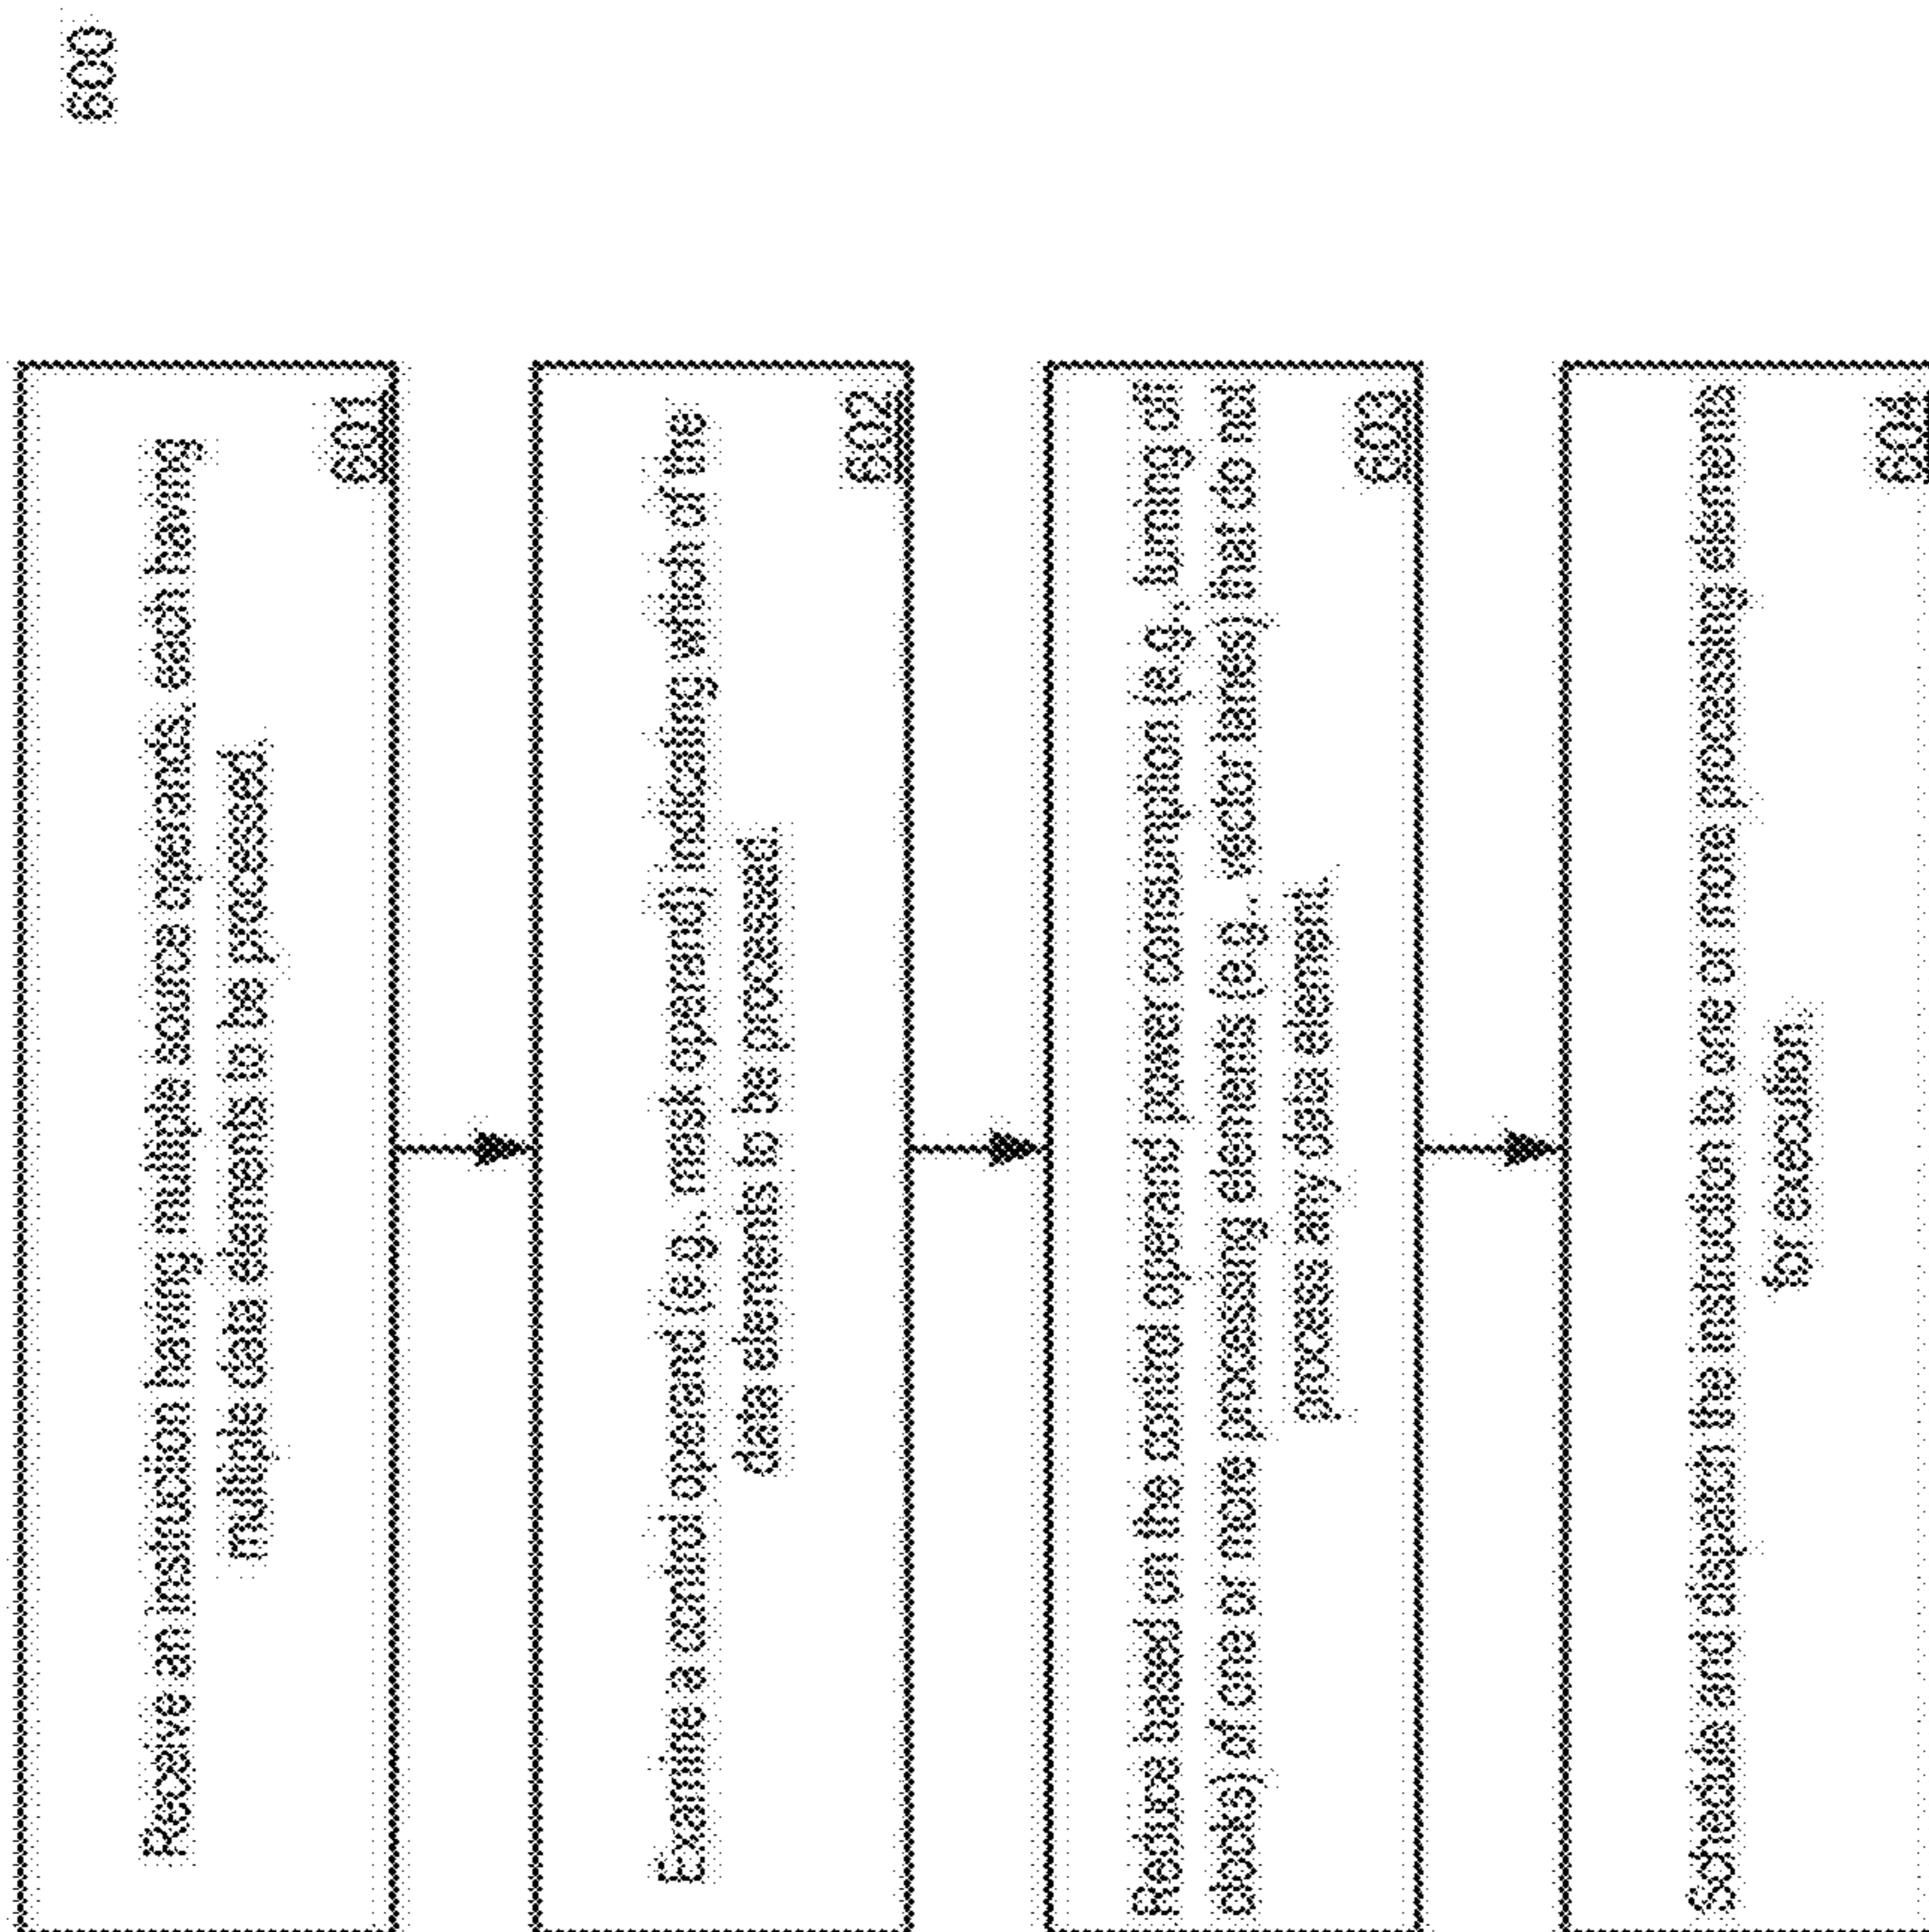 600
Receive an instruction having multiple source operands, each having
multiple data elements to be processed.
601
Examine a control operand (e.g., mask operand) indicating which of the
data elements to be processed.
602
Reduce based on the control operand power consumption (e.g., turning off
clocks) of one or more processing elements (e.g., vector lanes) that do not
process any data element.
603
Schedule and dispatch the instruction to one or more processing elements
for execution.
604